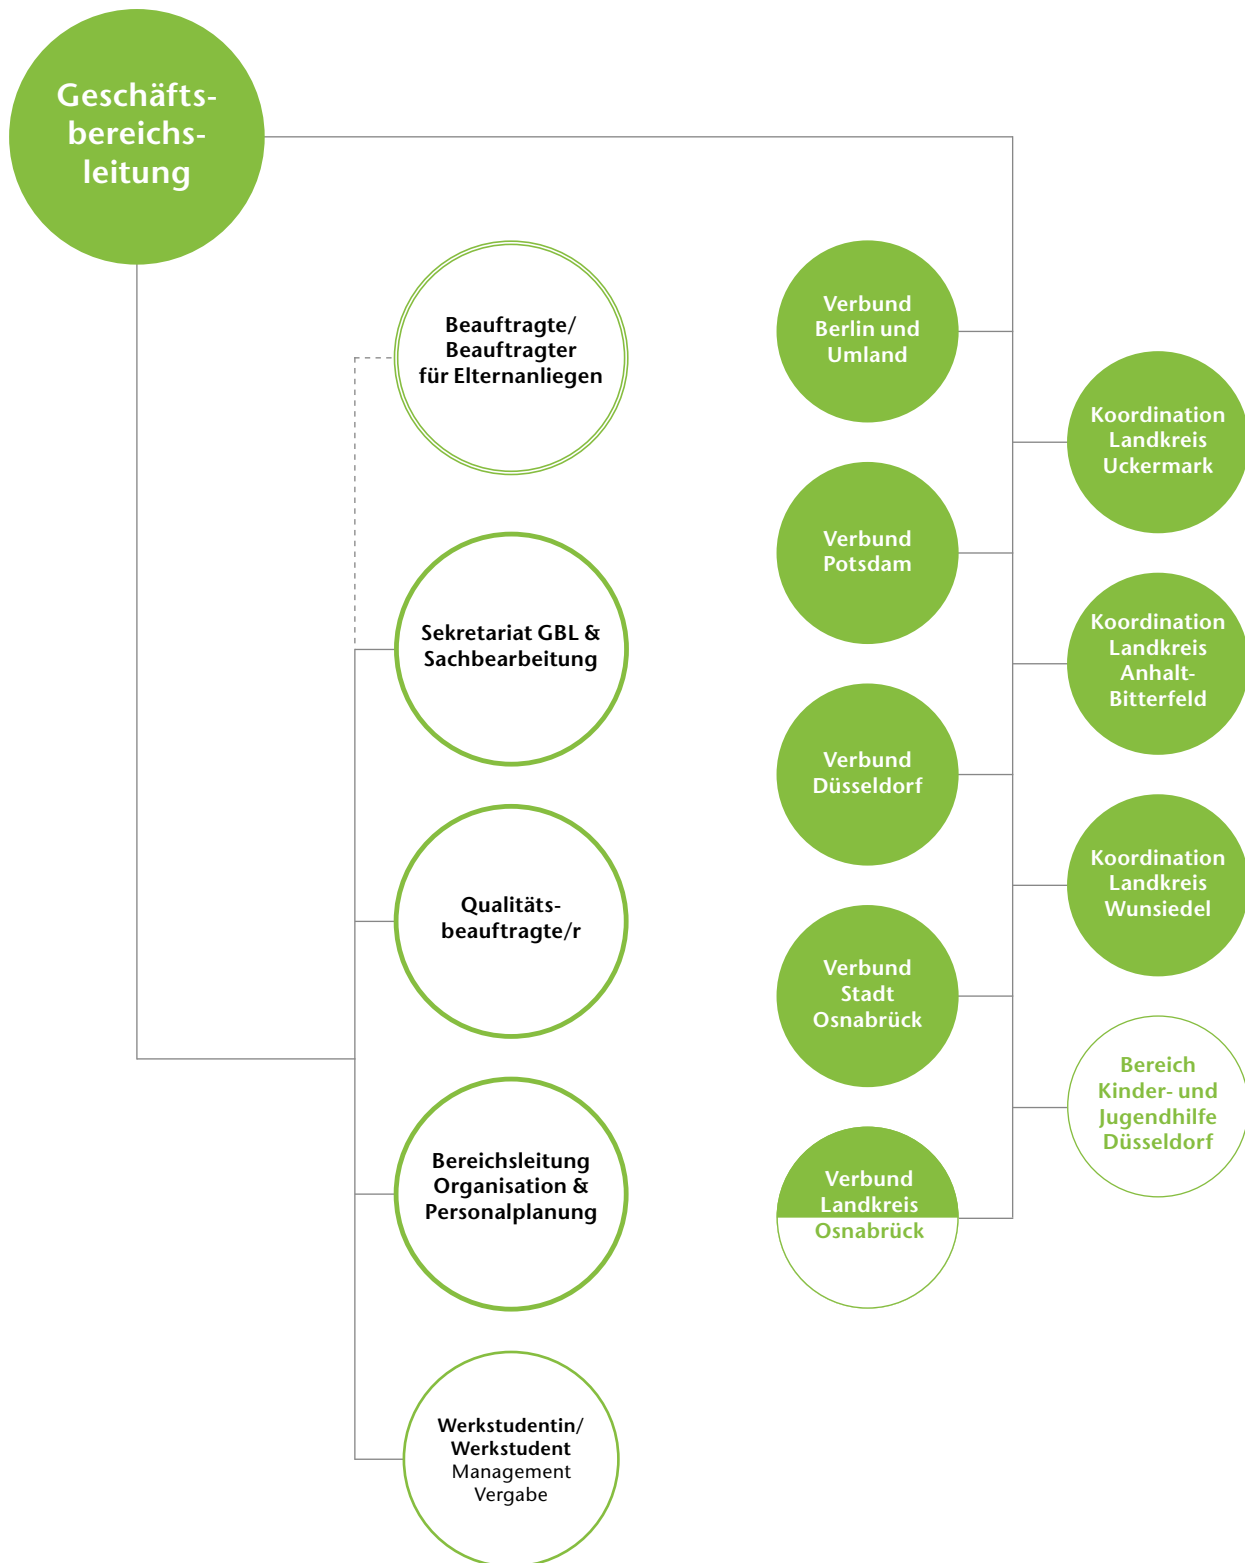 Geschäfts-
bereichs-
leitung
Beauftragte/
Beauftragter
für Elternanliegen
Sekretariat GBL &
Sachbearbeitung
Qualitäts-
beauftragte/r
Bereichsleitung
Organisation &
Personalplanung
Werkstudentin/
Werkstudent
Management
Vergabe
Verbund
Berlin und
Umland
Verbund
Potsdam
Verbund
Düsseldorf
Verbund
Stadt
Osnabrück
Verbund
Landkreis
Osnabrück
Koordination
Landkreis
Uckermark
Koordination
Landkreis
Anhalt-
Bitterfeld
Koordination
Landkreis
Wunsiedel
Bereich
Kinder- und
Jugendhilfe
Düsseldorf